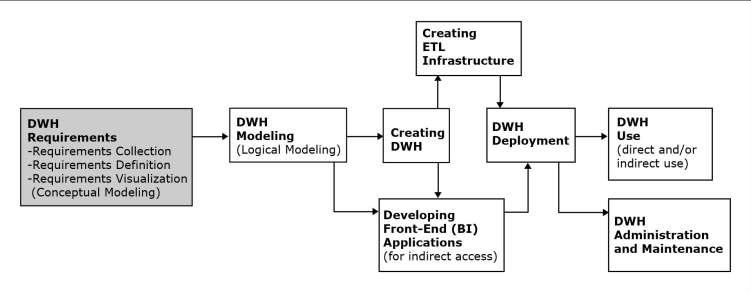 DWH
Requirements
-Requirements Collection
-Requirements Definition
-Requirements Visualization
(Conceptual Modeling)
DWH
Modeling
(Logical Modeling)
Creating
DWH
Creating
ETL
Infrastructure
Developing
Front-End (BI)
Applications
(for indirect access)
DWH
Deployment
DWH
Use
(direct and/or
indirect use)
DWH
Administration
and Maintenance